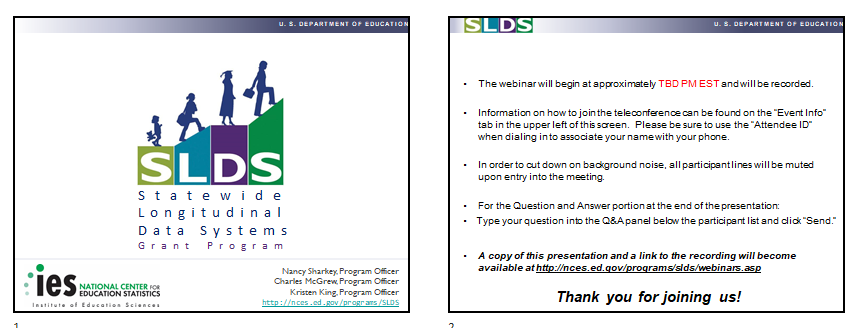 U. S. DEPARTMENT OF EDUCATION
SLDS
Statewide
Longitudinal
Data Systems
Grant Program
ies NATIONAL CENTER FOR
EDUCATION STATISTICS
Institute of Education Sciences
Nancy Sharkey, Program Officer
Charles McGrew, Program Officer
Kristen King, Program Officer
http://nces.ed.gov/programs/SLDS
1
SLDS
U. S. DEPARTMENT OF EDUCATION
• The webinar will begin at approximately TBD PM EST and will be recorded.
• Information on how to join the teleconference can be found on the “Event Info”
tab in the upper left of this screen. Please be sure to use the “Attendee ID”
when dialing in to associate your name with your phone.
• In order to cut down on background noise, all participant lines will be muted
upon entry into the meeting.
• For the Question and Answer portion at the end of the presentation:
• Type your question into the Q&A panel below the participant list and click “Send.”
• A copy of this presentation and a link to the recording will become
available at http://nces.ed.gov/programs/slds/webinars.asp
Thank you for joining us!
2